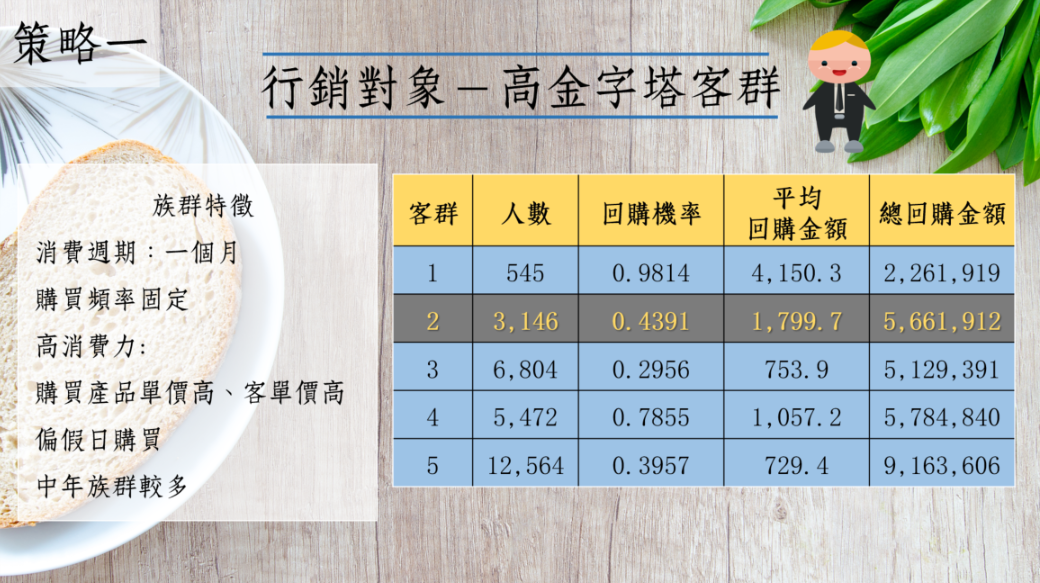 策略一
行銷對象－高金字塔客群
族群特徵
消費週期：一個月
購買頻率固定
高消費力:
購買產品單價高、客單價高
偏假日購買
中年族群較多
客群 人數 回購機率 平均回購金額 總回購金額
1 545 0.9814 4,150.3 2,261,919
2 3,146 0.4391 1,799.7 5,661,912
3 6,804 0.2956 753.9 5,129,391
4 5,472 0.7855 1,057.2 5,784,840
5 12,564 0.3957 729.4 9,163,606